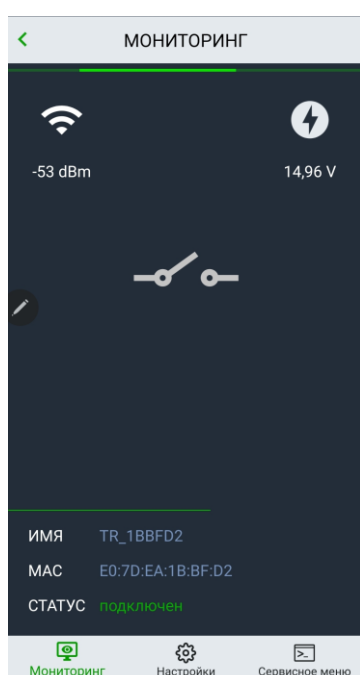 МОНИТОРИНГ
-53 dBm
14,96 V
ИМЯ TR_1BBFD2
MAC E0:7D:EA:1B:BF:D2
СТАТУС подключен
Мониторинг Настройки Сервисное меню